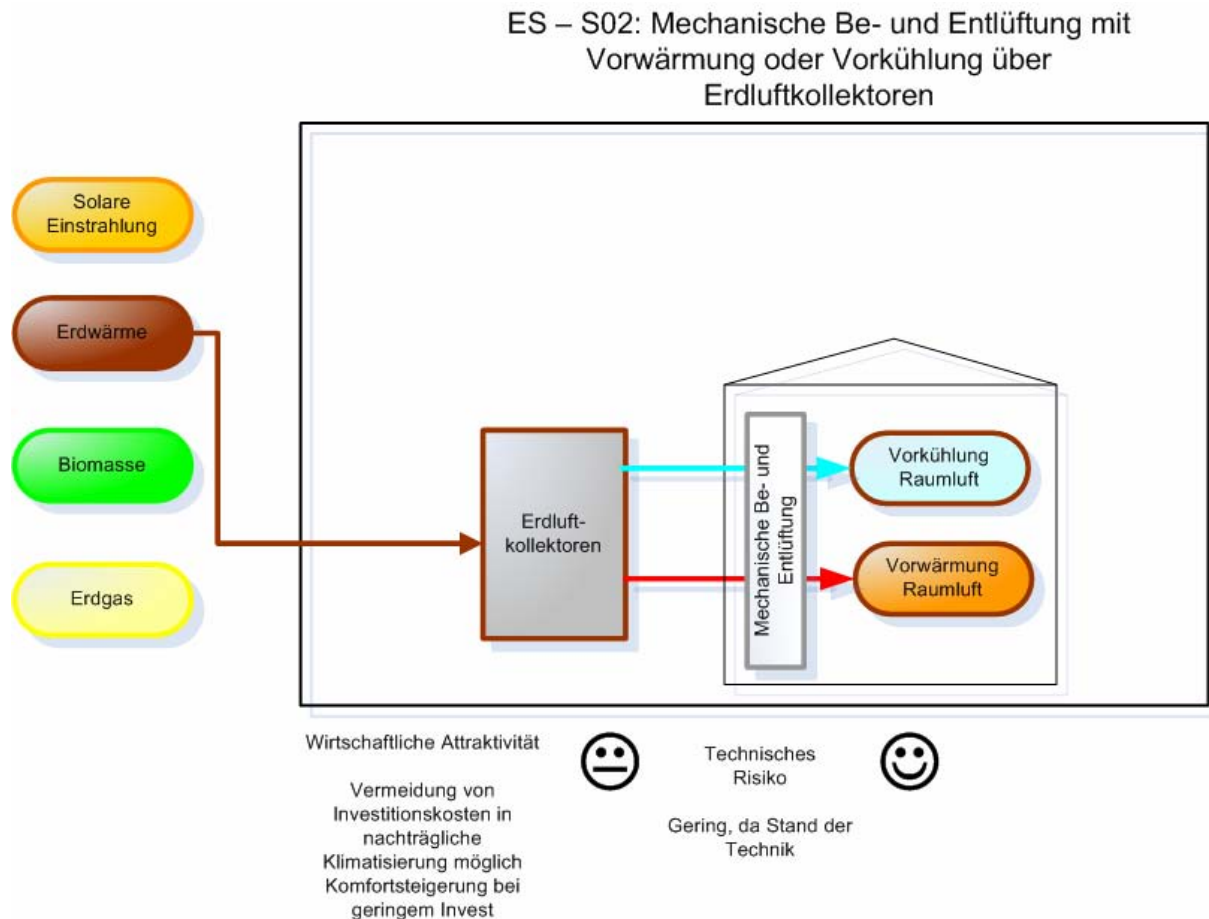 ES – S02: Mechanische Be- und Entlüftung mit
Vorwärmung oder Vorkühlung über
Erdluftkollektoren
Solare
Einstrahlung
Erdwärme
Biomasse
Erdgas
Erdluft-
kollektoren
Mechanische Be- und
Entlüftung
Vorkühlung
Raumluft
Vorwärmung
Raumluft
Wirtschaftliche Attraktivität
Vermeidung von
Investitionskosten in
nachträgliche
Klimatisierung möglich
Komfortsteigerung bei
geringem Invest
Technisches
Risiko
Gering, da Stand der
Technik